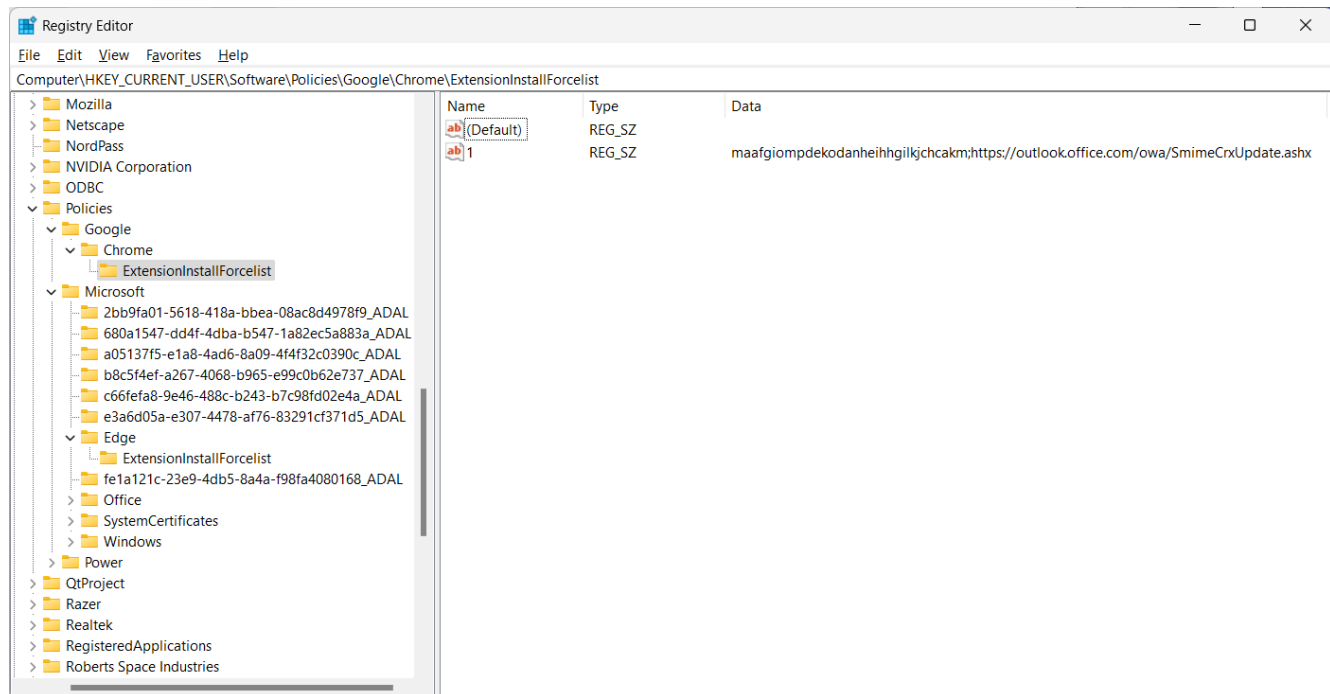 Registry Editor
File Edit View Favorites Help
Computer\HKEY_CURRENT_USER\Software\Policies\Google\Chrome\ExtensionInstallForcelist
Mozilla
Netscape
NordPass
NVIDIA Corporation
ODBC
Policies
Google
Chrome
ExtensionInstallForcelist
Microsoft
2bb9fa01-5618-418a-bbea-08ac8d4978f9_ADAL
680a1547-dd4f-4dba-b547-1a82ec5a883a_ADAL
a05137f5-e1a8-4ad6-8a09-4f4f32c0390c_ADAL
b8c5f4ef-a267-4068-b965-e99c0b62e737_ADAL
c66fefa8-9e46-488c-b243-b7c98fd02e4a_ADAL
e3a6d05a-e307-4478-af76-83291cf371d5_ADAL
Edge
ExtensionInstallForcelist
fe1a121c-23e9-4db5-8a4a-f98fa4080168_ADAL
Office
SystemCertificates
Windows
Power
QtProject
Razer
Realtek
RegisteredApplications
Roberts Space Industries
Name Type Data
ab (Default) REG_SZ
ab 1 REG_SZ maafgiompdekodanheihhgilkjchcakm;https://outlook.office.com/owa/SmimeCrxUpdate.ashx